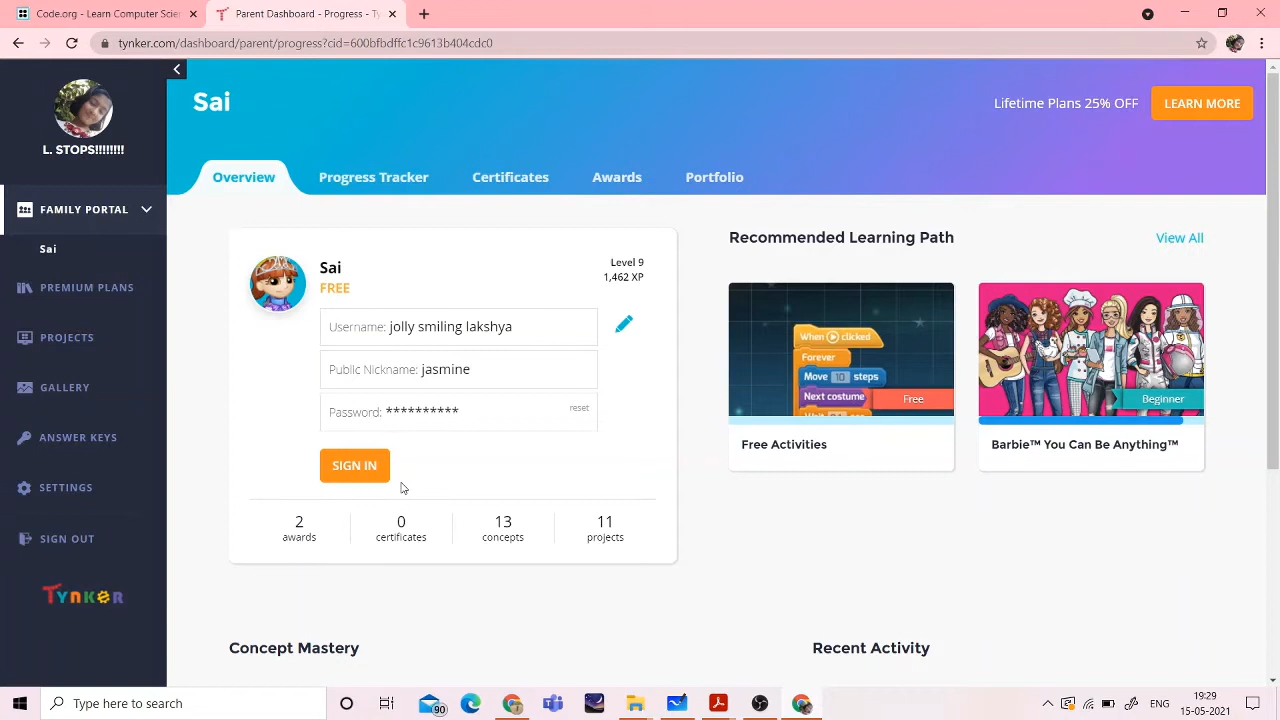 Code.org - Learn Computer Scien
Parent Dashboard - Progress - Ty
tynker.com/dashboard/parent/progress?cid=600bfbdffc1c9613b404cdc0
L. STOPS!!!!!!!!
FAMILY PORTAL
Sai
PREMIUM PLANS
PROJECTS
GALLERY
ANSWER KEYS
SETTINGS
SIGN OUT
TYNKER
Sai
Lifetime Plans 25% OFF
LEARN MORE
Overview
Progress Tracker
Certificates
Awards
Portfolio
Sai
FREE
Level 9
1,462 XP
Username: jolly smiling lakshya
Public Nickname: jasmine
Password: **********
reset
SIGN IN
2
awards
0
certificates
13
concepts
11
projects
Recommended Learning Path
View All
When clicked
Forever
Move 10 steps
Next costume
Free
Free Activities
Beginner
Barbie™ You Can Be Anything™
Concept Mastery
Recent Activity
Type here to search
90
ENG
19:29
15-05-2021